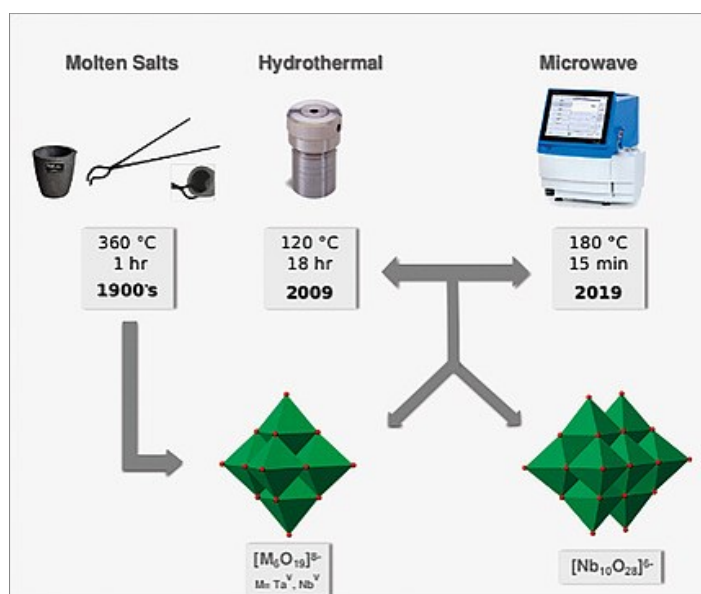 Molten Salts
Hydrothermal
Microwave
360 °C
1 hr
1900's
120 °C
18 hr
2009
180 °C
15 min
2019
[M₆O₁₉]⁸⁻
M= Taⱽ, Nbⱽ
[Nb₁₀O₂₈]⁶⁻